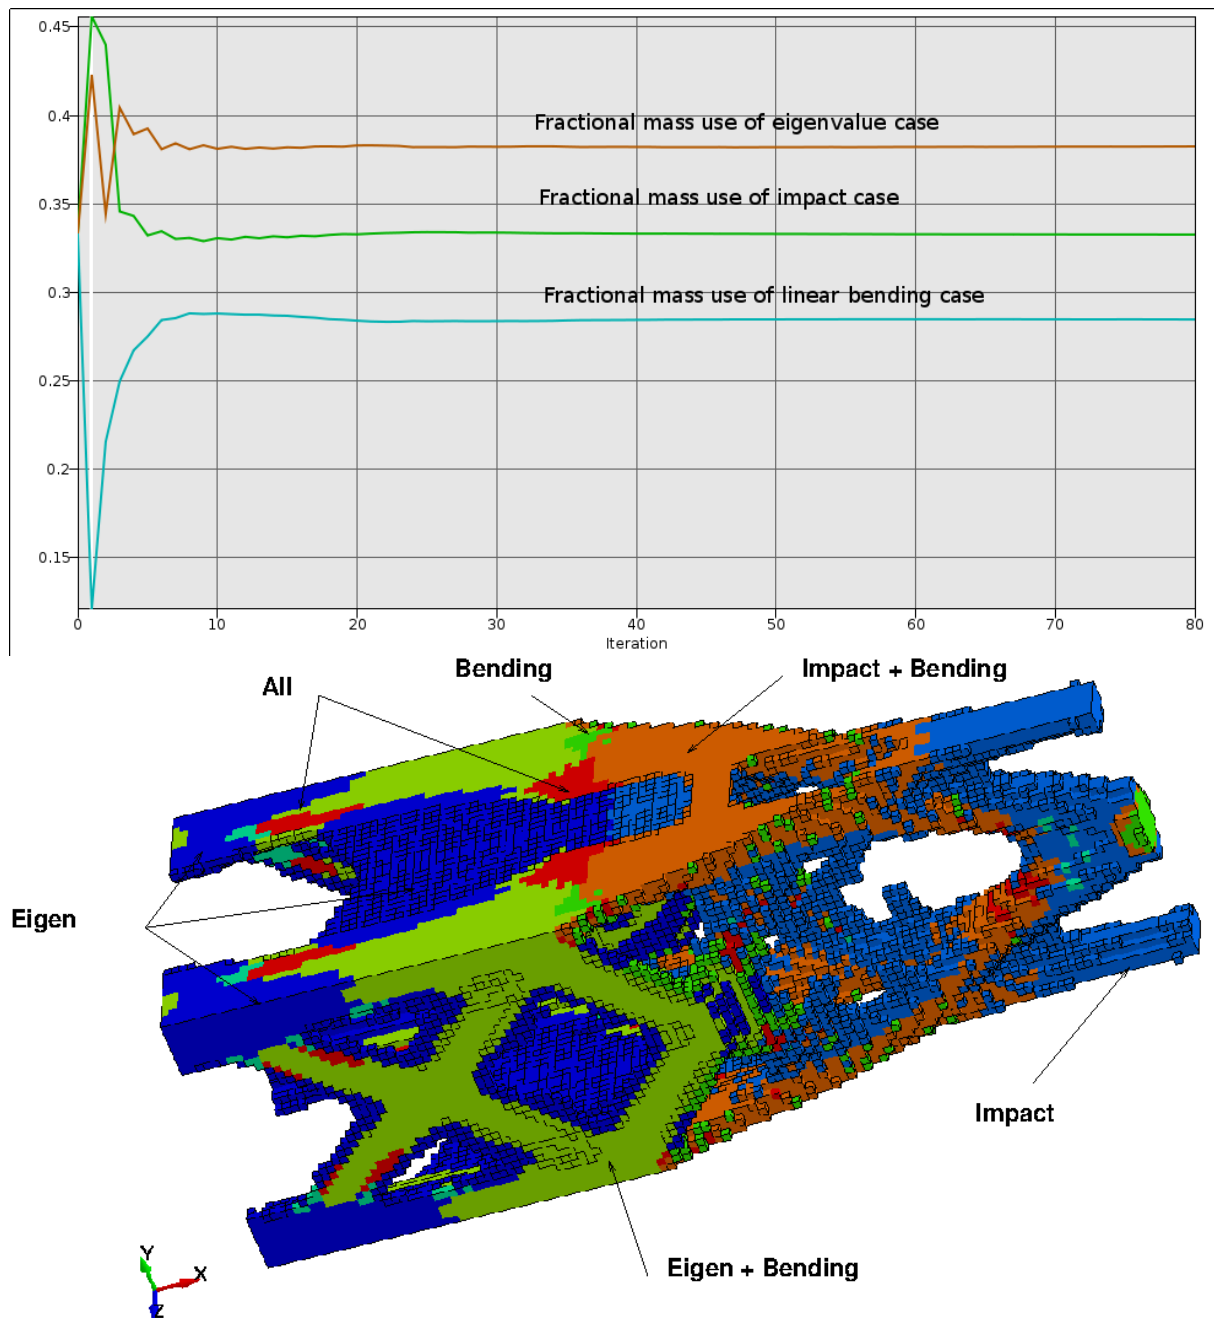 0.45
0.4
0.35
0.3
0.25
0.2
0.15
Fractional mass use of eigenvalue case
Fractional mass use of impact case
Fractional mass use of linear bending case
0 10 20 30 40 50 60 70 80
Iteration
Bending
Impact + Bending
All
Eigen
Impact
Eigen + Bending
Y
X
Z